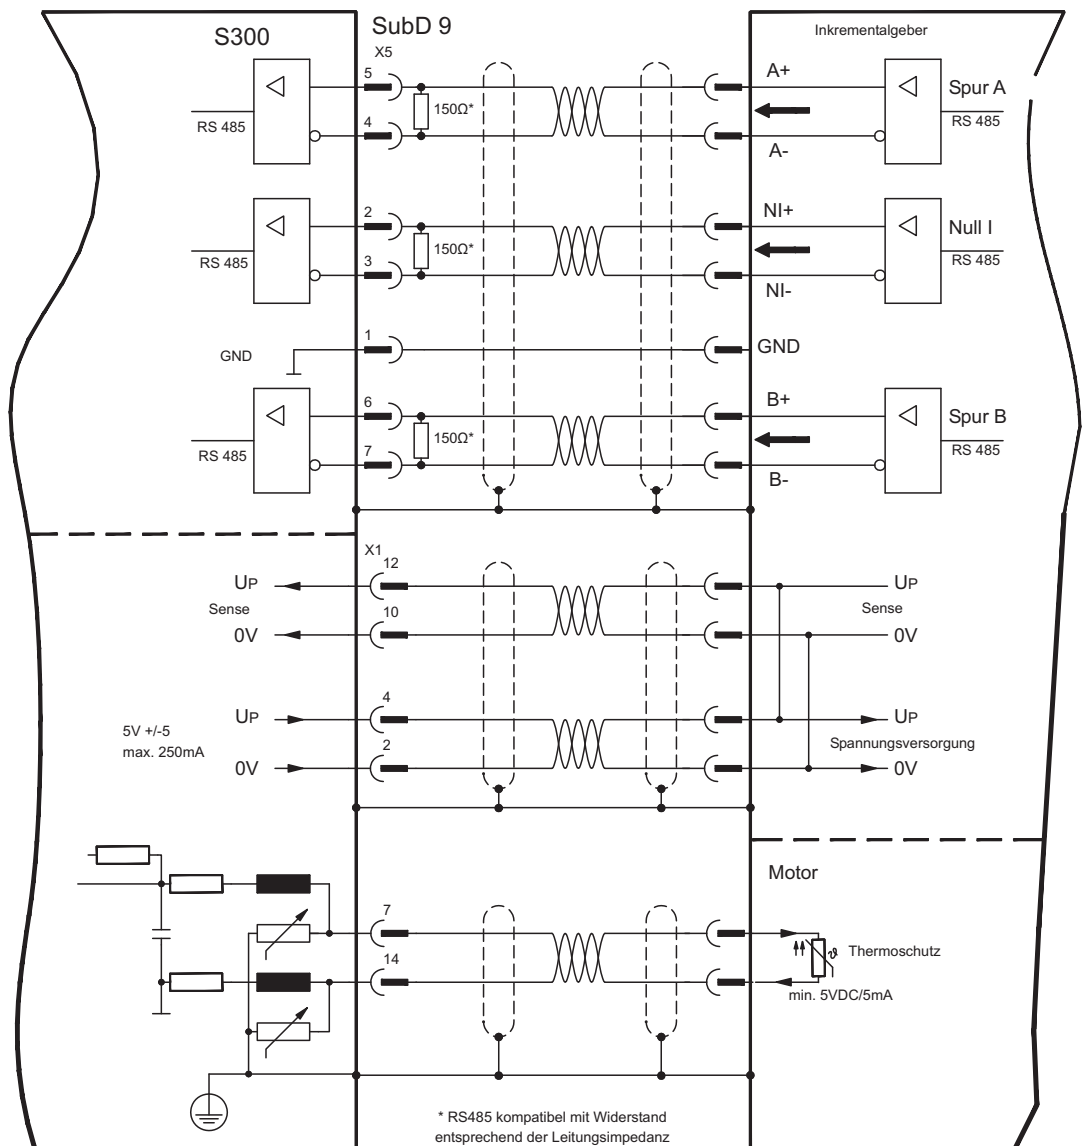 S300
SubD 9
Inkrementalgeber
X5
5
A+
Spur A
150Ω*
RS 485
RS 485
4
A-
2
NI+
Null I
150Ω*
RS 485
RS 485
3
NI-
1
GND
GND
6
B+
Spur B
150Ω*
RS 485
RS 485
7
B-
X1
12
UP
UP
Sense
Sense
10
0V
0V
4
UP
UP
5V +/-5
max. 250mA
Spannungsversorgung
2
0V
0V
Motor
7
Thermoschutz
ϑ
14
min. 5VDC/5mA
* RS485 kompatibel mit Widerstand
entsprechend der Leitungsimpedanz